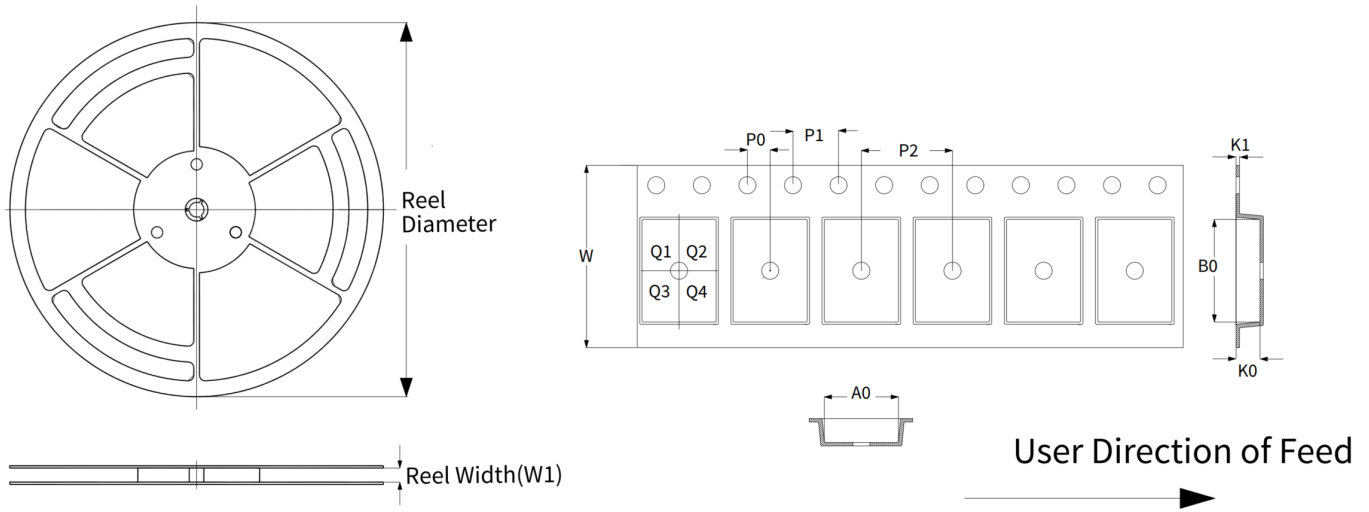 Reel
Diameter
Reel Width(W1)
P0
P1
P2
W
Q1 Q2
Q3 Q4
K1
B0
K0
A0
User Direction of Feed